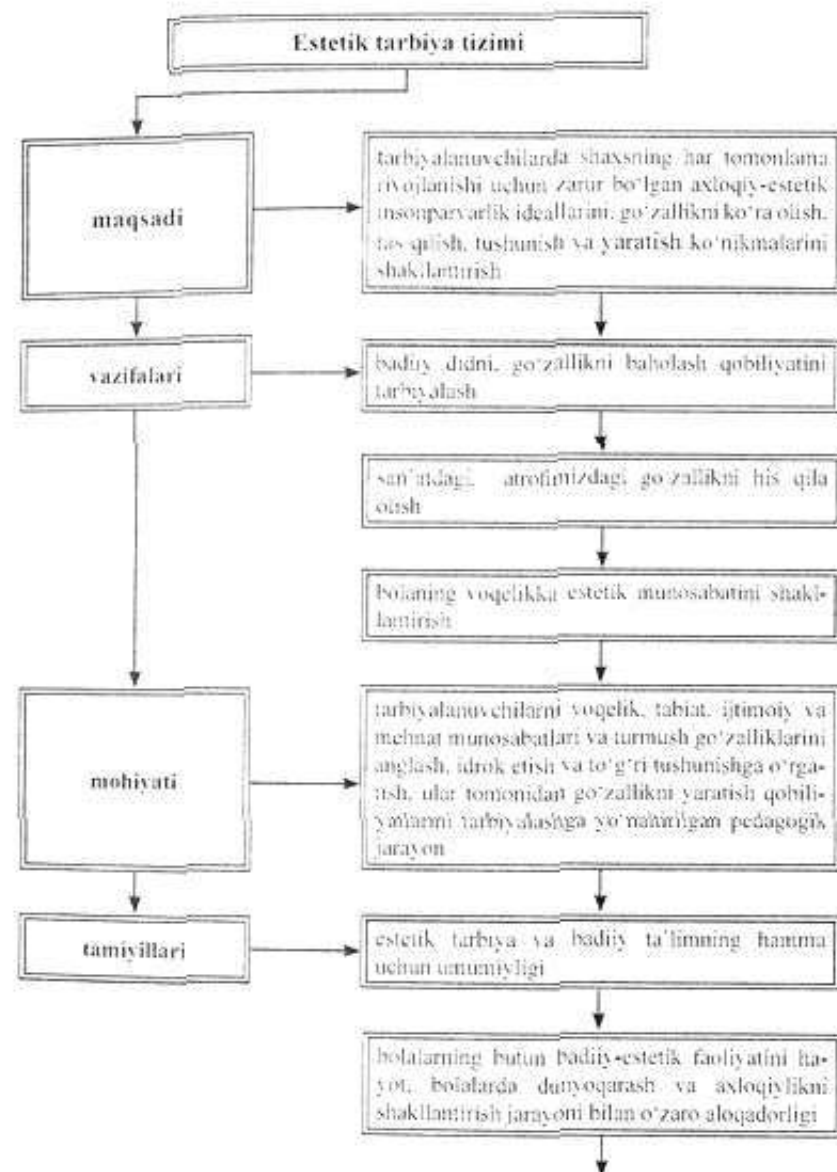 Estetik tarbiya tizimi
maqsadi
tarbiyalanuvchilarda shaxsning har tomonlama
rivojlanishi uchun zarur bo‘lgan axloqiy-estetik
insonparvarlik ideallarini, go‘zallikni ko‘ra olish,
his qilish, tushunish va yaratish ko‘nikmalarini
shakllantirish
vazifalari
badiiy didni, go‘zallikni baholash qobiliyatini
tarbiyalash
san’atdagi, atrofimizdagi go‘zallikni his qila
olish
bolaning voqelikka estetik munosabatini shakl-
lantirish
mohiyati
tarbiyalanuvchilarni voqelik, tabiat, ijtimoiy va
mehnat munosabatlari va turmush go‘zalliklarini
anglash, idrok etish va to‘g‘ri tushunishga o‘rga-
tish, ular tomonidan go‘zallikni yaratish qobili-
yatlarini tarbiyalashga yo‘naltirilgan pedagogik
jarayon
tamiyillari
estetik tarbiya va badiiy ta’limning hamma
uchun umumiyligi
bolalarning butun badiiy-estetik faoliyatini ha-
yot, bolalarda dunyoqarash va axloqiylikni
shakllantirish jarayoni bilan o‘zaro aloqadorligi